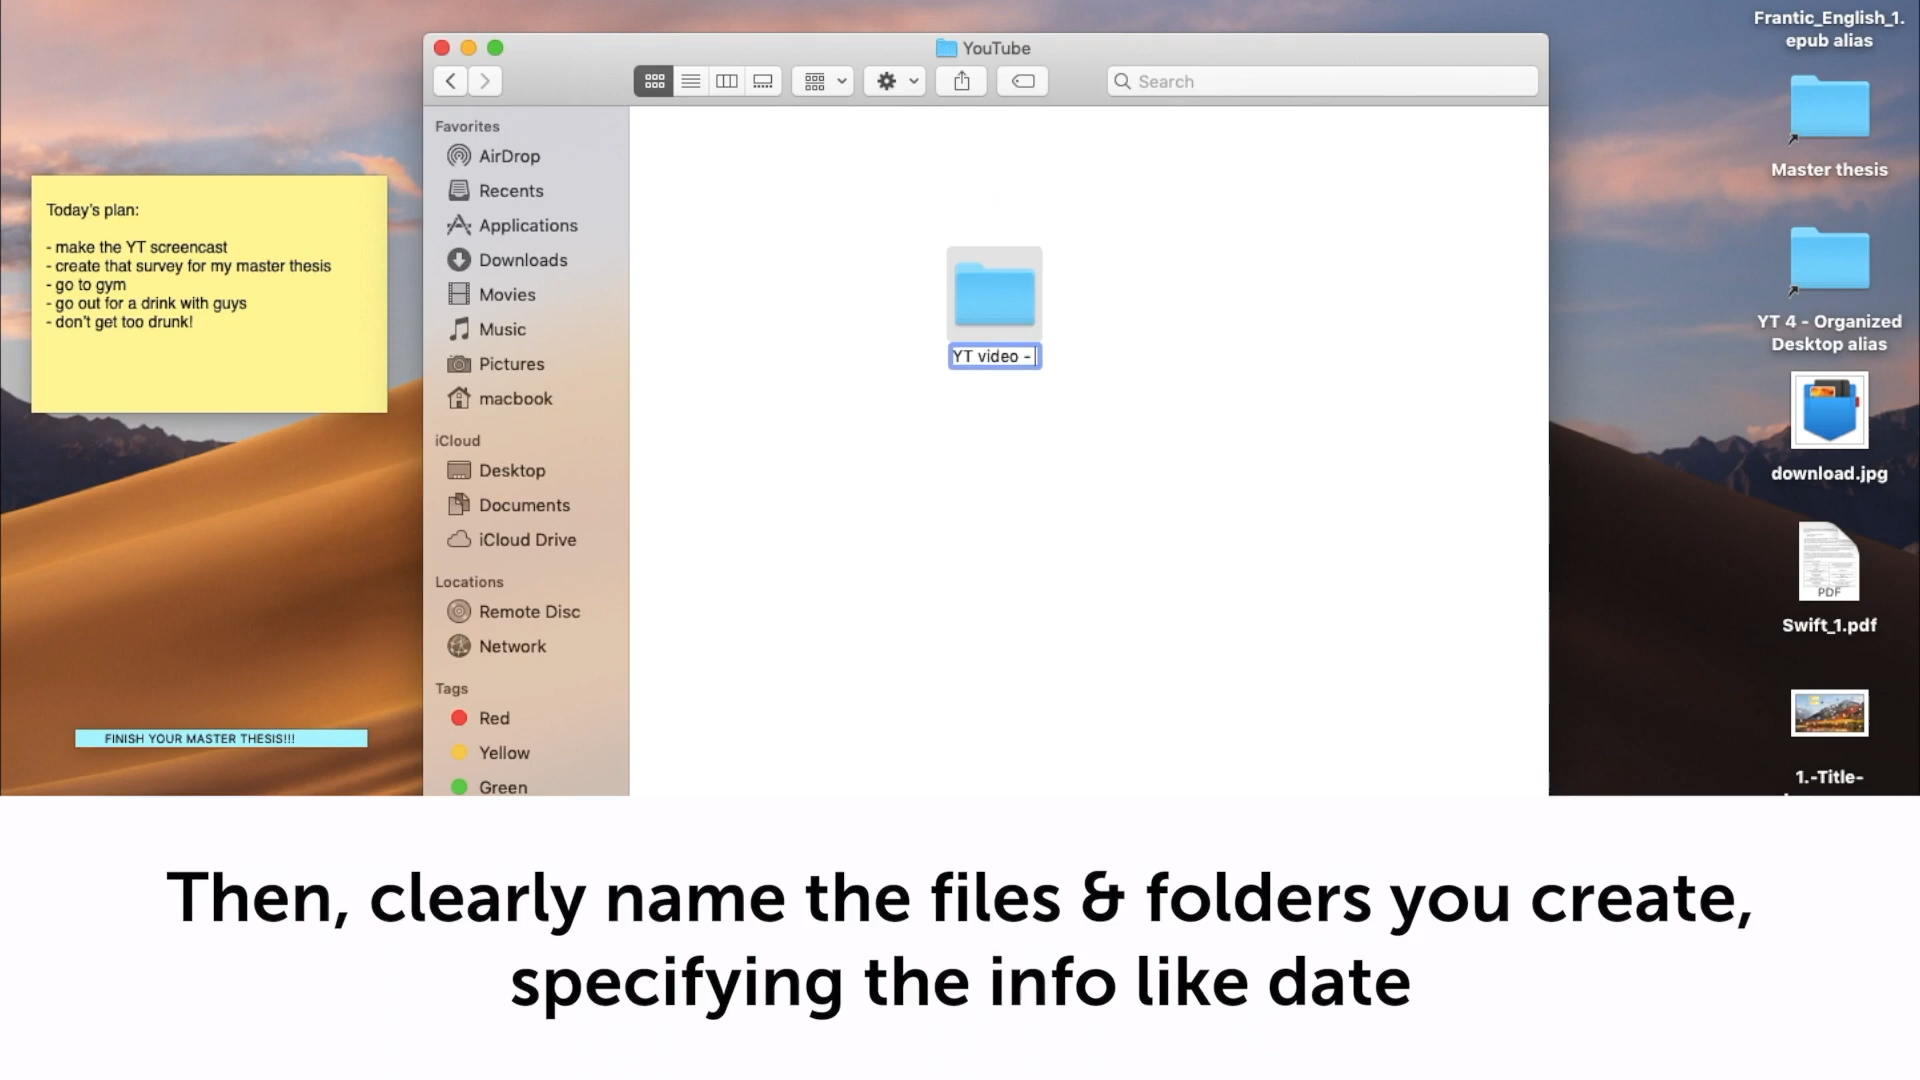 YouTube
Search
Favorites
AirDrop
Recents
Applications
Downloads
Movies
Music
Pictures
macbook
iCloud
Desktop
Documents
iCloud Drive
Locations
Remote Disc
Network
Tags
Red
Yellow
Green
YT video -
Today's plan:
- make the YT screencast
- create that survey for my master thesis
- go to gym
- go out for a drink with guys
- don't get too drunk!
FINISH YOUR MASTER THESIS!!!
Frantic_English_1.
epub alias
Master thesis
YT 4 - Organized
Desktop alias
download.jpg
PDF
Swift_1.pdf
1.-Title-
Then, clearly name the files & folders you create,
specifying the info like date